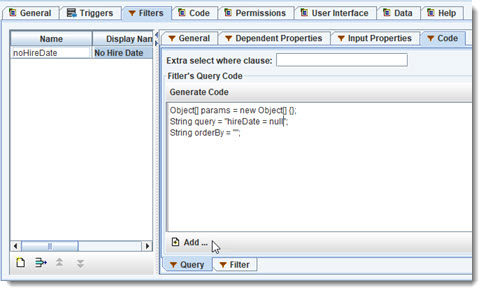 General Triggers Filters Code Permissions User Interface Data Help
Name Display Nam
noHireDate No Hire Date
General Dependent Properties Input Properties Code
Extra select where clause:
Fitler's Query Code
Generate Code
Object[] params = new Object[] {};
String query = "hireDate = null";
String orderBy = "";
Add ...
Query Filter